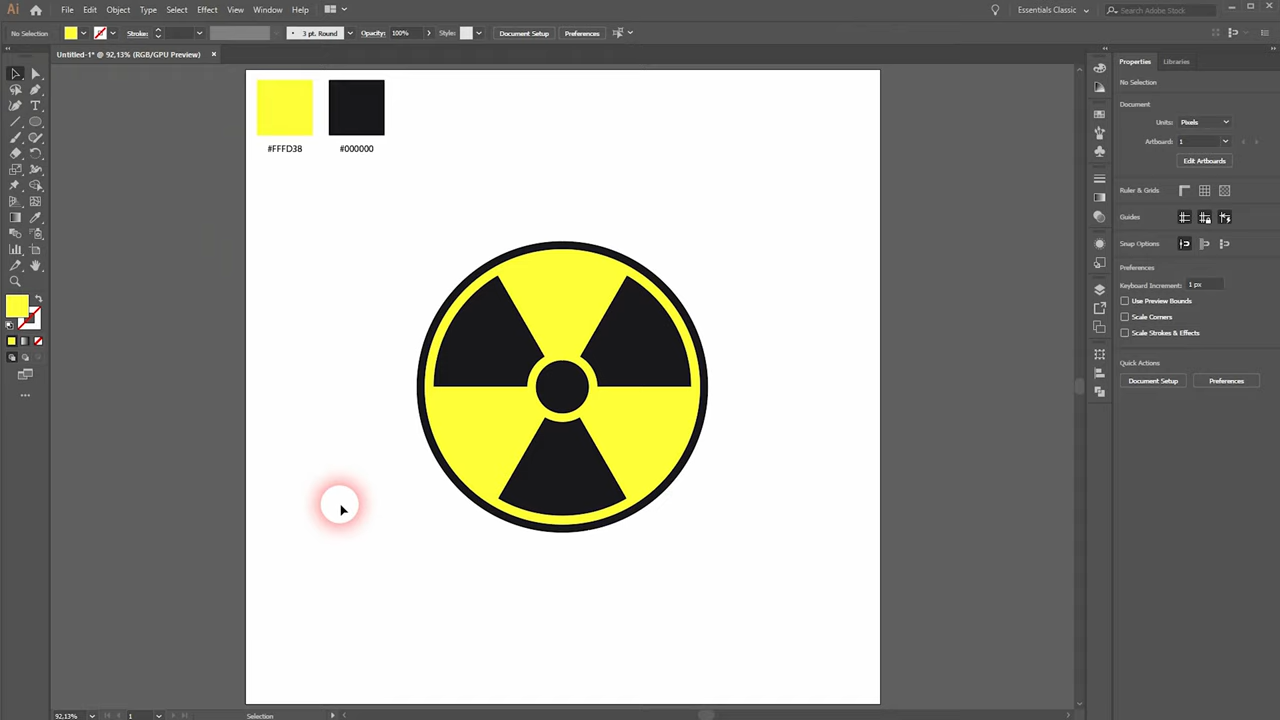 Ai File Edit Object Type Select Effect View Window Help Essentials Classic Search Adobe Stock
No Selection Stroke: 3 pt. Round Opacity: 100% Style: Document Setup Preferences
Untitled-1* @ 92,13% (RGB/GPU Preview) ×
Properties Libraries
No Selection
Document
Units: Pixels
Artboard: 1
Edit Artboards
Ruler & Grids
Guides
Snap Options
Preferences
Keyboard Increment: 1 px
Use Preview Bounds
Scale Corners
Scale Strokes & Effects
Quick Actions
Document Setup Preferences
#FFFD38 #000000
92,13% 1 Selection